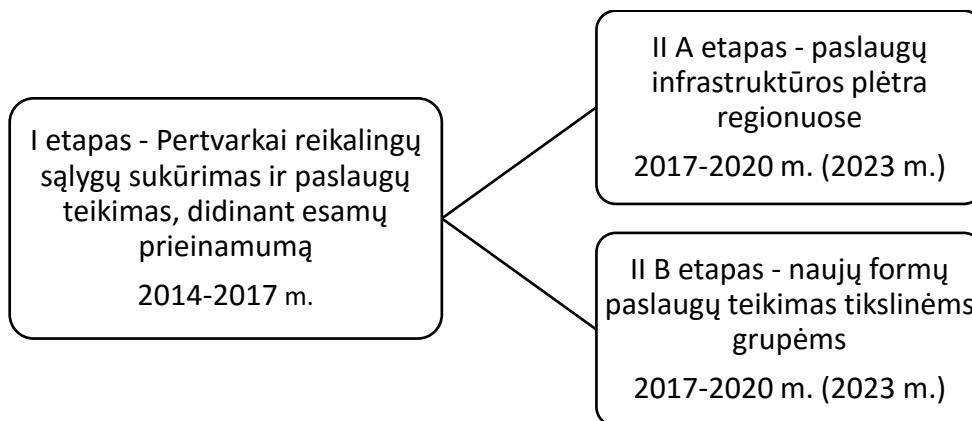 I etapas - Pertvarkai reikalingų
sąlygų sukūrimas ir paslaugų
teikimas, didinant esamų
prieinamumą
2014-2017 m.
II A etapas - paslaugų
infrastruktūros plėtra
regionuose
2017-2020 m. (2023 m.)
II B etapas - naujų formų
paslaugų teikimas tikslinėms
grupėms
2017-2020 m. (2023 m.)